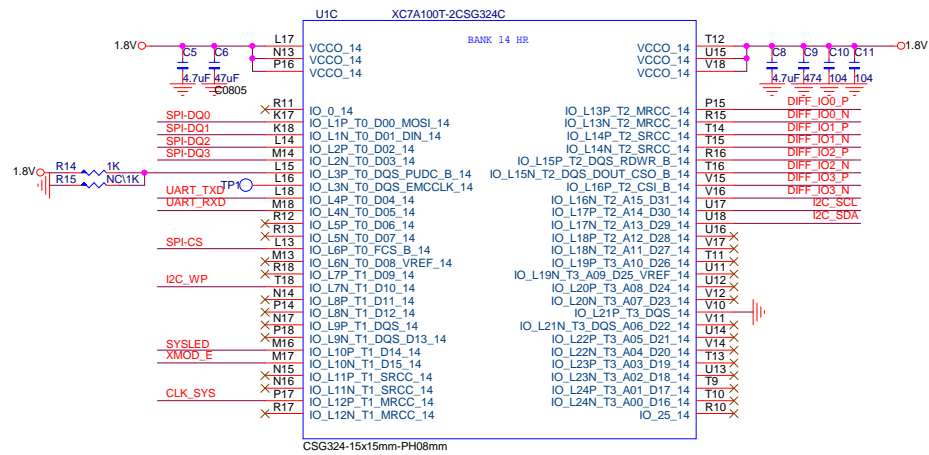 U1C XC7A100T-2CSG324C
BANK 14 HR
1.8V L17 VCCO_14 VCCO_14 T12 1.8V
C5 C6 N13 VCCO_14 VCCO_14 U15 C8 C9 C10 C11
P16 VCCO_14 VCCO_14 V18
4.7uF 47uF 4.7uF 474 104 104
C0805
R11 IO_0_14 IO_L13P_T2_MRCC_14 P15 DIFF_IO0_P
SPI-DQ0 K17 IO_L1P_T0_D00_MOSI_14 IO_L13N_T2_MRCC_14 R15 DIFF_IO0_N
SPI-DQ1 K18 IO_L1N_T0_D01_DIN_14 IO_L14P_T2_SRCC_14 T14 DIFF_IO1_P
SPI-DQ2 L14 IO_L2P_T0_D02_14 IO_L14N_T2_SRCC_14 T15 DIFF_IO1_N
SPI-DQ3 M14 IO_L2N_T0_D03_14 IO_L15P_T2_DQS_RDWR_B_14 R16 DIFF_IO2_P
1.8V R14 1K L15 IO_L3P_T0_DQS_PUDC_B_14 IO_L15N_T2_DQS_DOUT_CSO_B_14 T16 DIFF_IO2_N
R15 NC\1K TP1 L16 IO_L3N_T0_DQS_EMCCLK_14 IO_L16P_T2_CSI_B_14 V15 DIFF_IO3_P
UART_TXD L18 IO_L4P_T0_D04_14 IO_L16N_T2_A15_D31_14 V16 DIFF_IO3_N
UART_RXD M18 IO_L4N_T0_D05_14 IO_L17P_T2_A14_D30_14 U17 I2C_SCL
R12 IO_L5P_T0_D06_14 IO_L17N_T2_A13_D29_14 U18 I2C_SDA
R13 IO_L5N_T0_D07_14 IO_L18P_T2_A12_D28_14 U16
SPI-CS L13 IO_L6P_T0_FCS_B_14 IO_L18N_T2_A11_D27_14 V17
M13 IO_L6N_T0_D08_VREF_14 IO_L19P_T3_A10_D26_14 T11
R18 IO_L7P_T1_D09_14 IO_L19N_T3_A09_D25_VREF_14 U11
I2C_WP T18 IO_L7N_T1_D10_14 IO_L20P_T3_A08_D24_14 U12
N14 IO_L8P_T1_D11_14 IO_L20N_T3_A07_D23_14 V12
P14 IO_L8N_T1_D12_14 IO_L21P_T3_DQS_14 V10
N17 IO_L9P_T1_DQS_14 IO_L21N_T3_DQS_A06_D22_14 V11
P18 IO_L9N_T1_DQS_D13_14 IO_L22P_T3_A05_D21_14 U14
SYSLED M16 IO_L10P_T1_D14_14 IO_L22N_T3_A04_D20_14 V14
XMOD_E M17 IO_L10N_T1_D15_14 IO_L23P_T3_A03_D19_14 T13
N15 IO_L11P_T1_SRCC_14 IO_L23N_T3_A02_D18_14 U13
N16 IO_L11N_T1_SRCC_14 IO_L24P_T3_A01_D17_14 T9
CLK_SYS P17 IO_L12P_T1_MRCC_14 IO_L24N_T3_A00_D16_14 T10
R17 IO_L12N_T1_MRCC_14 IO_25_14 R10
CSG324-15x15mm-PH08mm